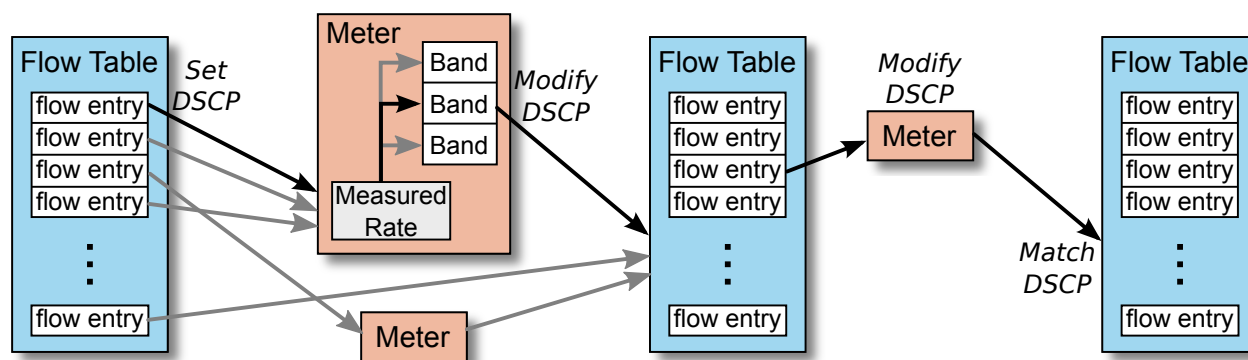 Flow Table
flow entry
flow entry
flow entry
flow entry
flow entry
Set
DSCP
Meter
Band
Band
Band
Measured
Rate
Modify
DSCP
Meter
Flow Table
flow entry
flow entry
flow entry
flow entry
flow entry
Modify
DSCP
Meter
Match
DSCP
Flow Table
flow entry
flow entry
flow entry
flow entry
flow entry